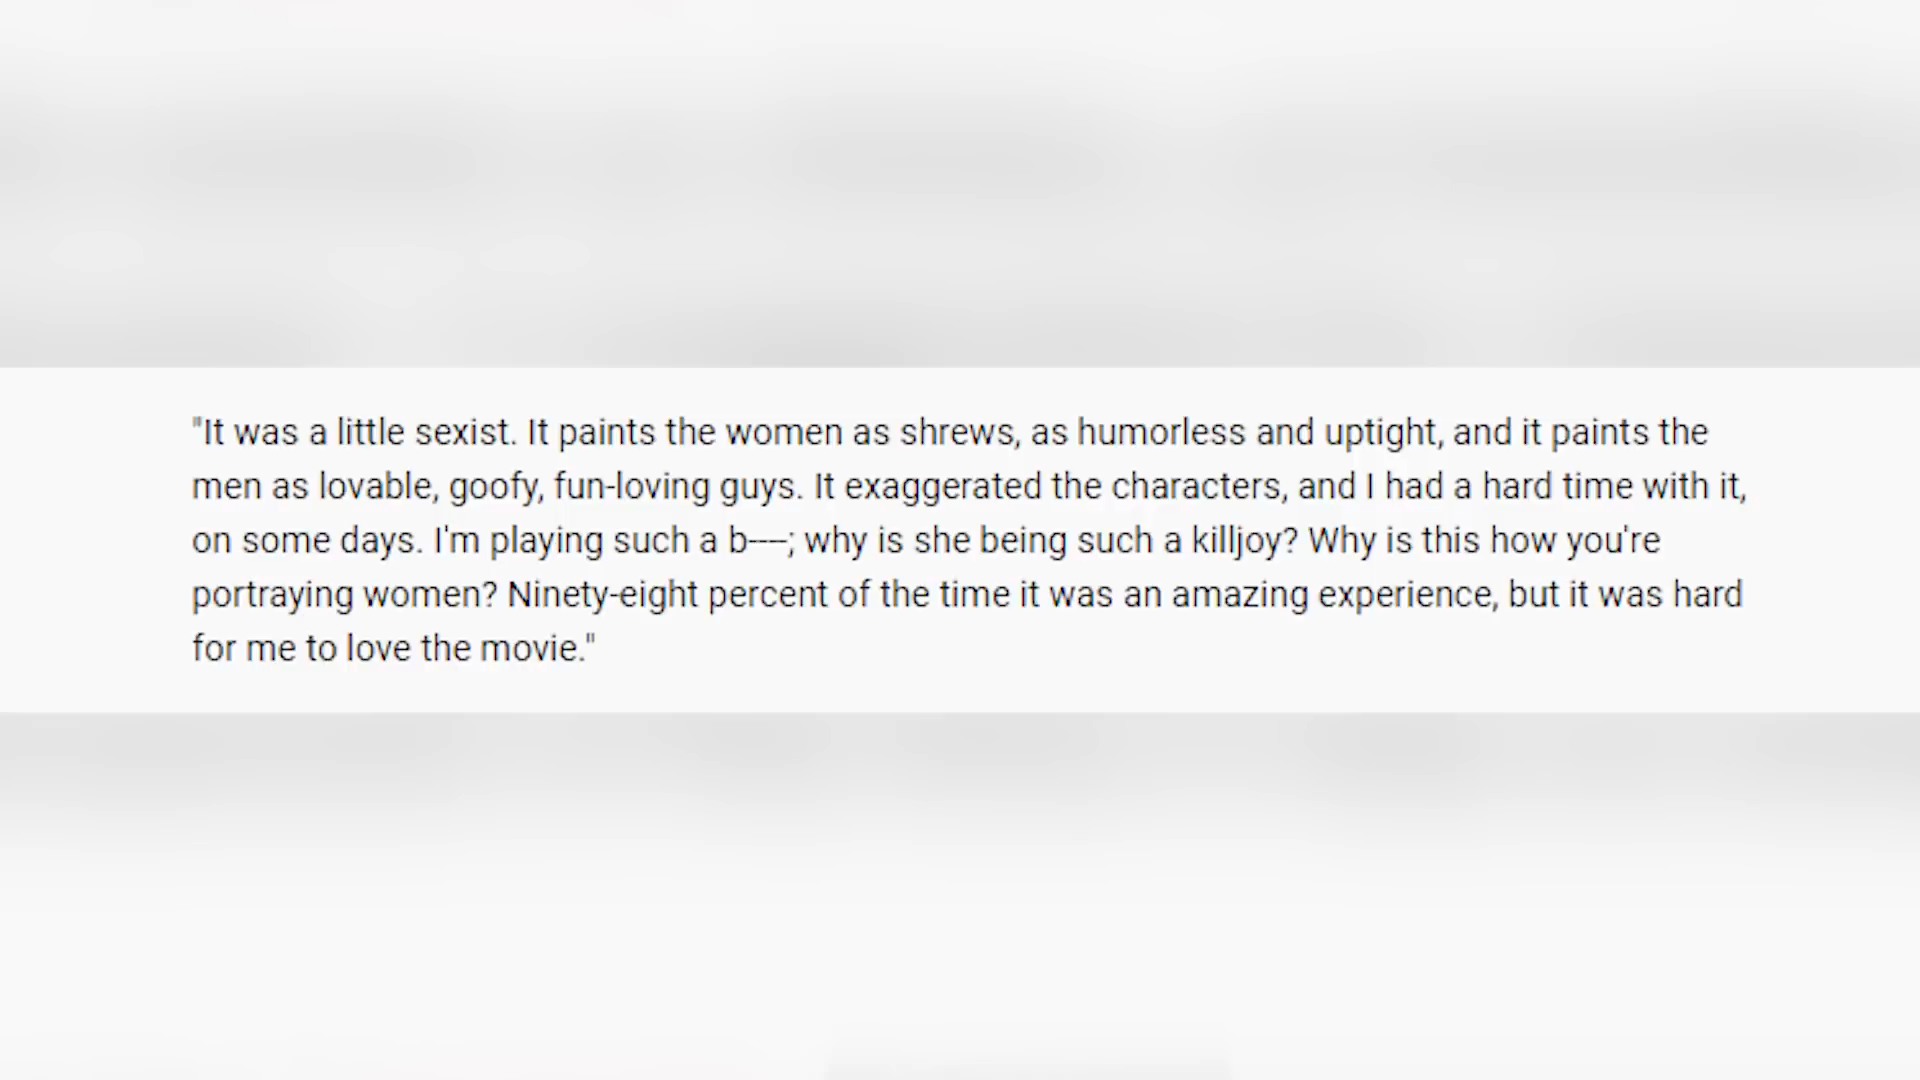 "It was a little sexist. It paints the women as shrews, as humorless and uptight, and it paints the
men as lovable, goofy, fun-loving guys. It exaggerated the characters, and I had a hard time with it,
on some days. I'm playing such a b----; why is she being such a killjoy? Why is this how you're
portraying women? Ninety-eight percent of the time it was an amazing experience, but it was hard
for me to love the movie."